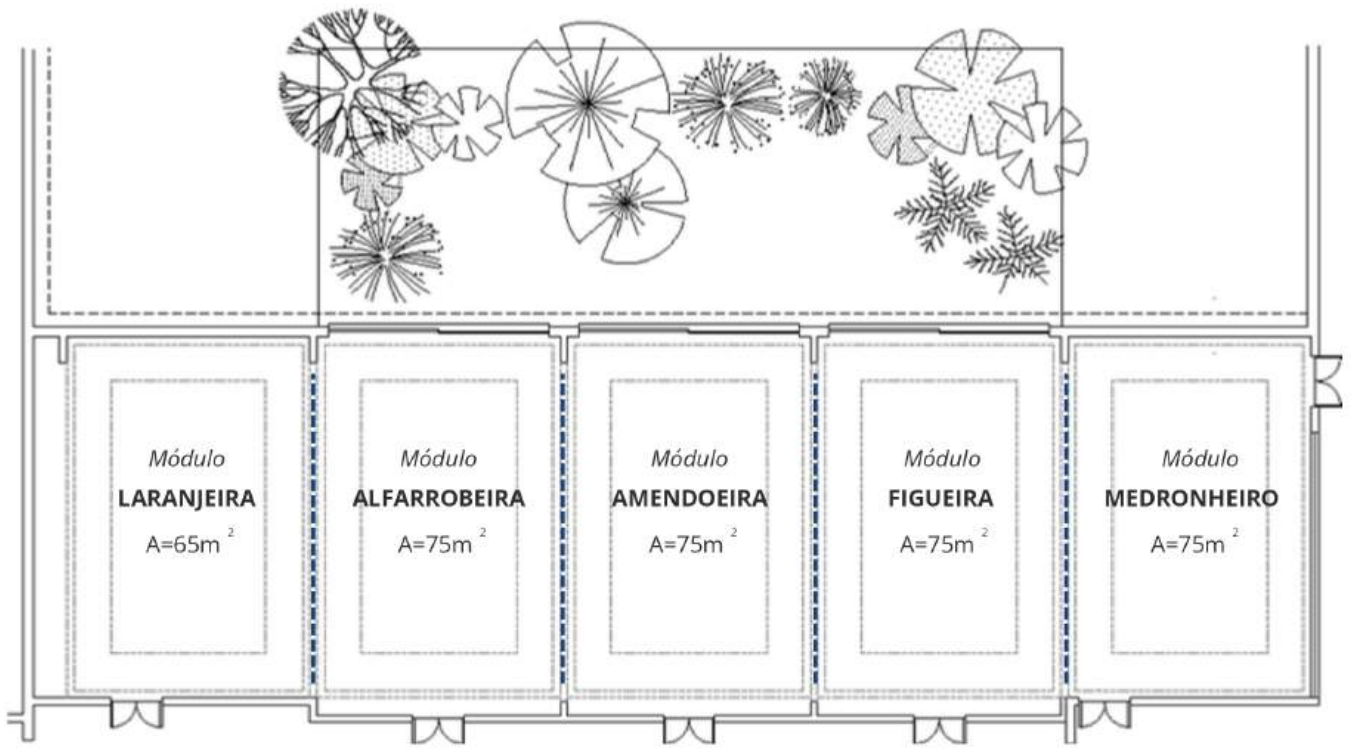 Módulo
LARANJEIRA
A=65m ²
Módulo
ALFARROBEIRA
A=75m ²
Módulo
AMENDOEIRA
A=75m ²
Módulo
FIGUEIRA
A=75m ²
Módulo
MEDRONHEIRO
A=75m ²